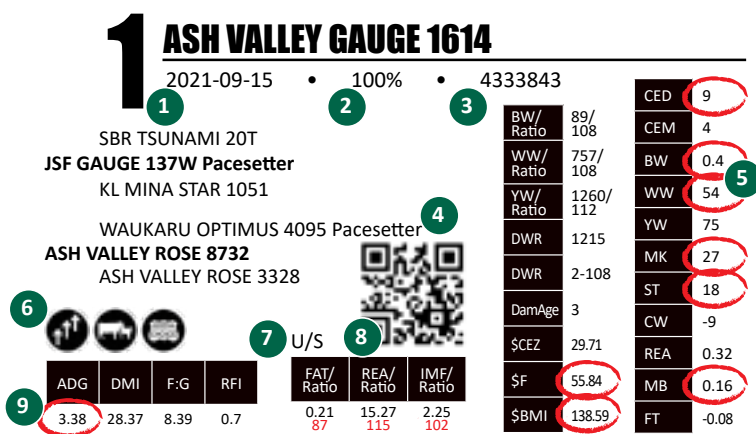 1 ASH VALLEY GAUGE 1614
2021-09-15 • 100% • 4333843
1 2 3
SBR TSUNAMI 20T
JSF GAUGE 137W Pacesetter
KL MINA STAR 1051
4
WAUKARU OPTIMUS 4095 Pacesetter
ASH VALLEY ROSE 8732
ASH VALLEY ROSE 3328
6
7 U/S 8
9
ADG DMI F:G RFI
3.38 28.37 8.39 0.7
FAT/ Ratio REA/ Ratio IMF/ Ratio
0.21 15.27 2.25
87 115 102
BW/ Ratio 89/ 108
WW/ Ratio 757/ 108
YW/ Ratio 1260/ 112
DWR 1215
DWR 2-108
DamAge 3
$CEZ 29.71
$F 55.84
$BMI 138.59
CED 9
CEM 4
BW 0.4
5
WW 54
YW 75
MK 27
ST 18
CW -9
REA 0.32
MB 0.16
FT -0.08